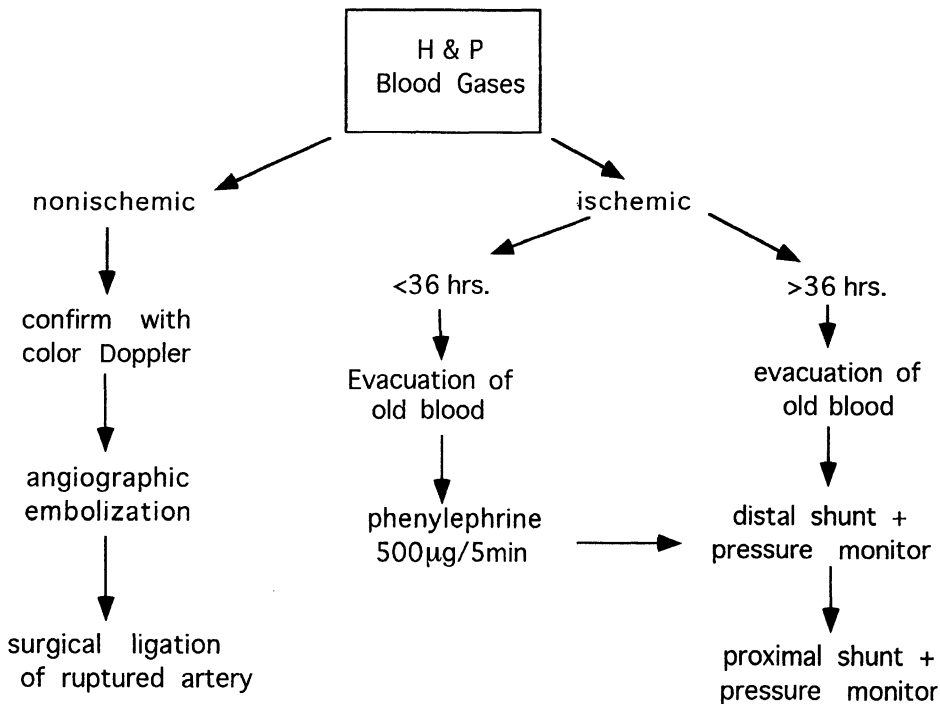 H & P
Blood Gases
nonischemic
ischemic
<36 hrs.
>36 hrs.
confirm with
color Doppler
Evacuation of
old blood
evacuation of
old blood
angiographic
embolization
phenylephrine
500µg/5min
distal shunt +
pressure monitor
surgical ligation
of ruptured artery
proximal shunt +
pressure monitor